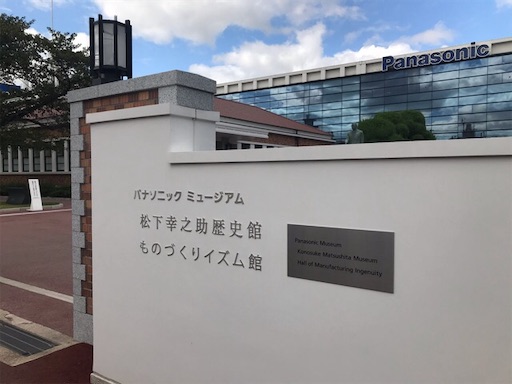 Panasonic
パナソニック ミュージアム
松下幸之助歴史館
ものづくりイズム館
Panasonic Museum
Konosuke Matsushita Museum
Hall of Manufacturing Ingenuity